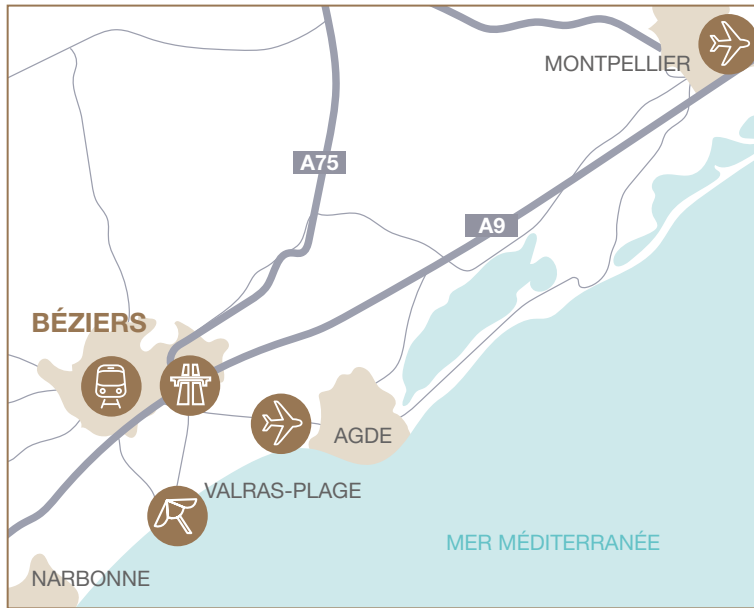 MONTPELLIER
A75
A9
BÉZIERS
AGDE
VALRAS-PLAGE
MER MÉDITERRANÉE
NARBONNE